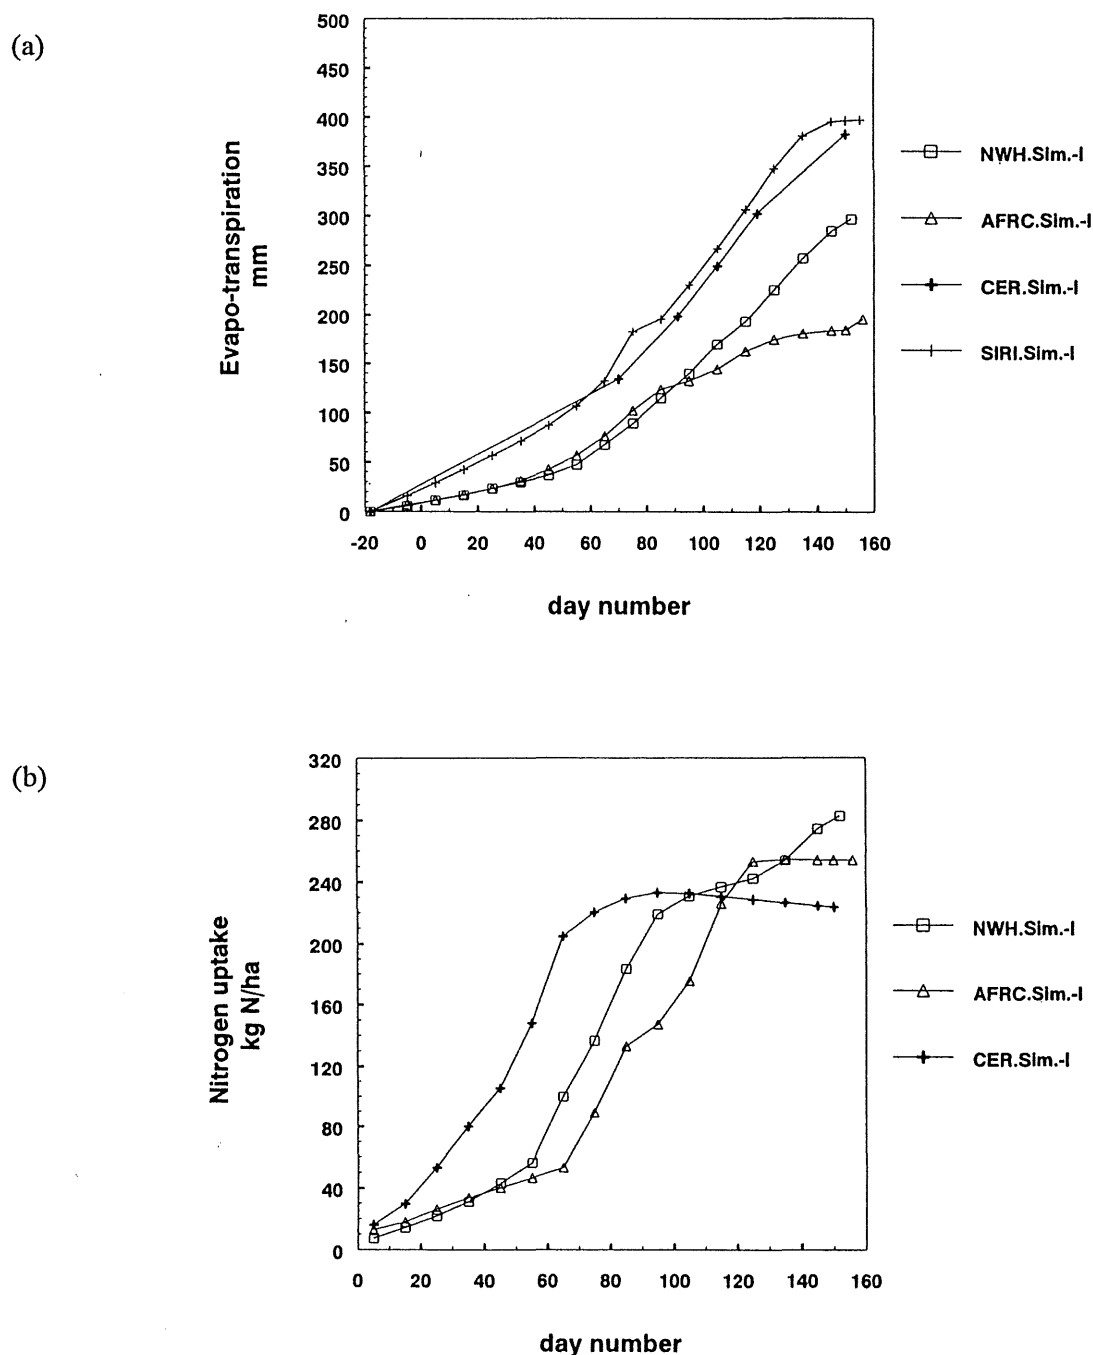 (a)
500
450
400
350
300
250
200
150
100
50
0
Evapo-transpiration
mm
-20 0 20 40 60 80 100 120 140 160
day number
NWH.Sim.-I
AFRC.Sim.-I
CER.Sim.-I
SIRI.Sim.-I
(b)
320
280
240
200
160
120
80
40
0
Nitrogen uptake
kg N/ha
0 20 40 60 80 100 120 140 160
day number
NWH.Sim.-I
AFRC.Sim.-I
CER.Sim.-I